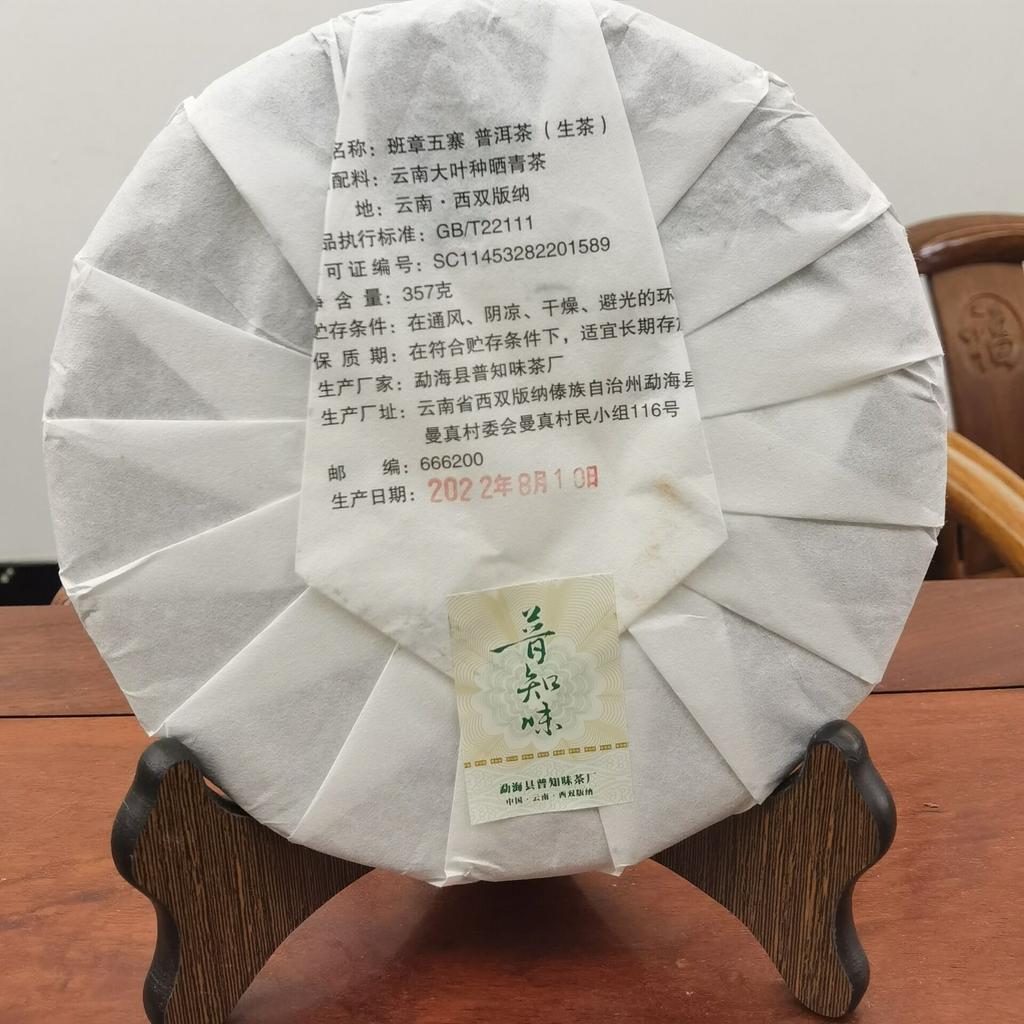 名称：班章五寨 普洱茶（生茶）
配料：云南大叶种晒青茶
地：云南·西双版纳
品执行标准：GB/T22111
可证编号：SC11453282201589
含量：357克
贮存条件：在通风、阴凉、干燥、避光的环
保质期：在符合贮存条件下，适宜长期存
生产厂家：勐海县普知味茶厂
生产厂址：云南省西双版纳傣族自治州勐海县
曼真村委会曼真村民小组116号
邮 编：666200
生产日期：2022年8月10日
普知味
勐海县普知味茶厂
中国·云南·西双版纳
福